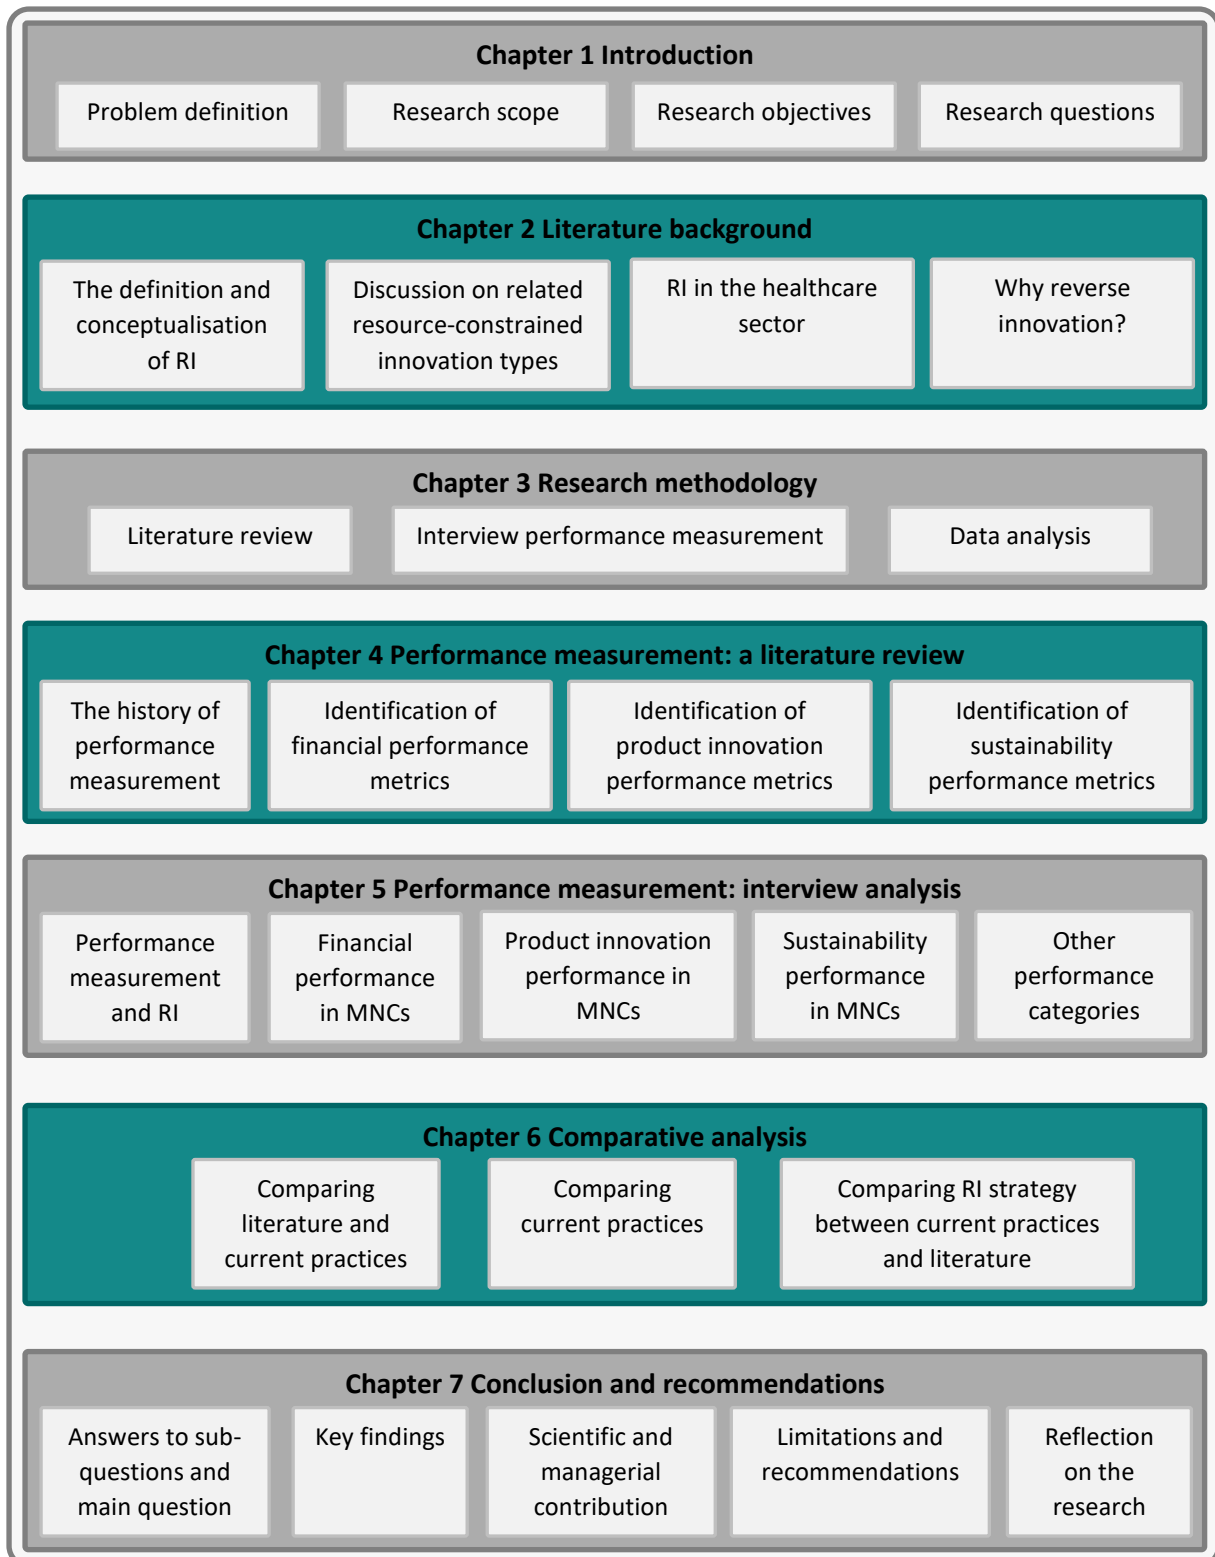 Chapter 1 Introduction
Problem definition
Research scope
Research objectives
Research questions
Chapter 2 Literature background
The definition and
conceptualisation
of RI
Discussion on related
resource-constrained
innovation types
RI in the healthcare
sector
Why reverse
innovation?
Chapter 3 Research methodology
Literature review
Interview performance measurement
Data analysis
Chapter 4 Performance measurement: a literature review
The history of
performance
measurement
Identification of
financial performance
metrics
Identification of
product innovation
performance metrics
Identification of
sustainability
performance metrics
Chapter 5 Performance measurement: interview analysis
Performance
measurement
and RI
Financial
performance
in MNCs
Product innovation
performance in
MNCs
Sustainability
performance
in MNCs
Other
performance
categories
Chapter 6 Comparative analysis
Comparing
literature and
current practices
Comparing
current practices
Comparing RI strategy
between current practices
and literature
Chapter 7 Conclusion and recommendations
Answers to sub-
questions and
main question
Key findings
Scientific and
managerial
contribution
Limitations and
recommendations
Reflection
on the
research